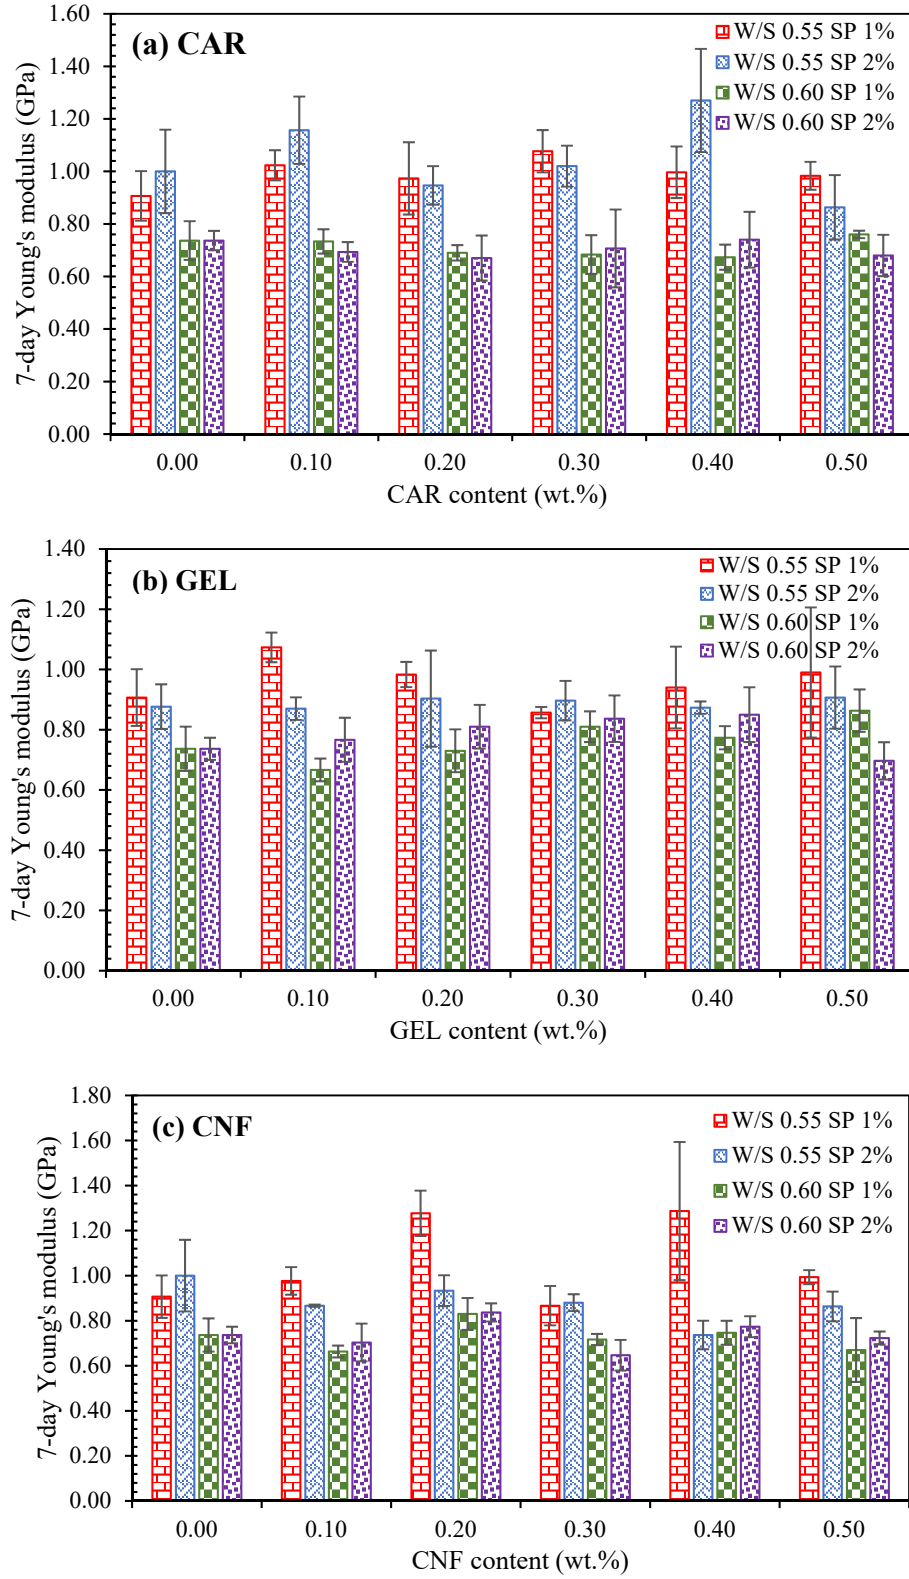 1.60
(a) CAR
W/S 0.55 SP 1%
W/S 0.55 SP 2%
W/S 0.60 SP 1%
W/S 0.60 SP 2%
1.40
1.20
1.00
0.80
0.60
0.40
0.20
0.00
7-day Young's modulus (GPa)
0.00 0.10 0.20 0.30 0.40 0.50
CAR content (wt.%)
1.40
(b) GEL
W/S 0.55 SP 1%
W/S 0.55 SP 2%
W/S 0.60 SP 1%
W/S 0.60 SP 2%
1.20
1.00
0.80
0.60
0.40
0.20
0.00
7-day Young's modulus (GPa)
0.00 0.10 0.20 0.30 0.40 0.50
GEL content (wt.%)
1.80
(c) CNF
W/S 0.55 SP 1%
W/S 0.55 SP 2%
W/S 0.60 SP 1%
W/S 0.60 SP 2%
1.60
1.40
1.20
1.00
0.80
0.60
0.40
0.20
0.00
7-day Young's modulus (GPa)
0.00 0.10 0.20 0.30 0.40 0.50
CNF content (wt.%)